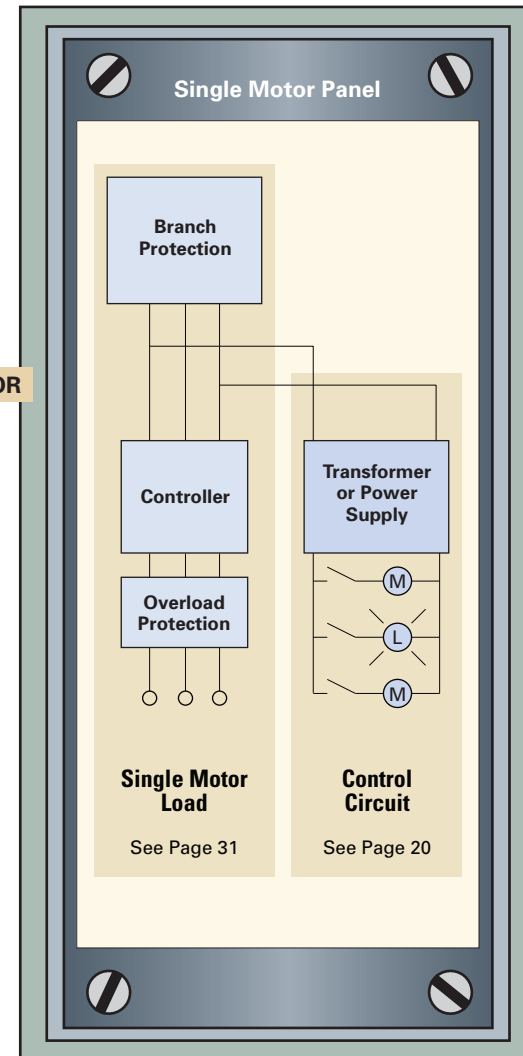 Single Motor Panel
Branch
Protection
OR
Controller
Transformer
or Power
Supply
Overload
Protection
M
L
M
Single Motor
Load
See Page 31
Control
Circuit
See Page 20